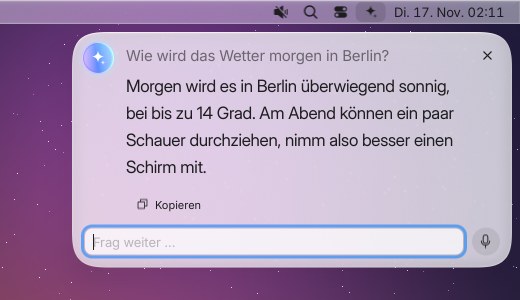 Di. 17. Nov. 02:11
Wie wird das Wetter morgen in Berlin?
Morgen wird es in Berlin überwiegend sonnig,
bei bis zu 14 Grad. Am Abend können ein paar
Schauer durchziehen, nimm also besser einen
Schirm mit.
Kopieren
Frag weiter ...